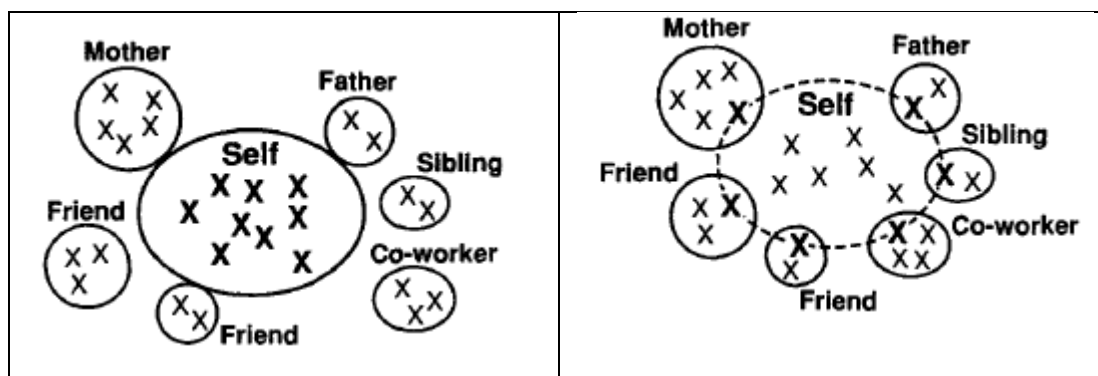 Mother
Father
Self
Sibling
Friend
Co-worker
Friend
X X X X X
X X
X X X X X X X X X
X X
X X X
X X X
X X
Mother
Father
Self
Sibling
Friend
Co-worker
Friend
X X X X X
X X
X X X X X X
X X
X X X
X X X X
X X